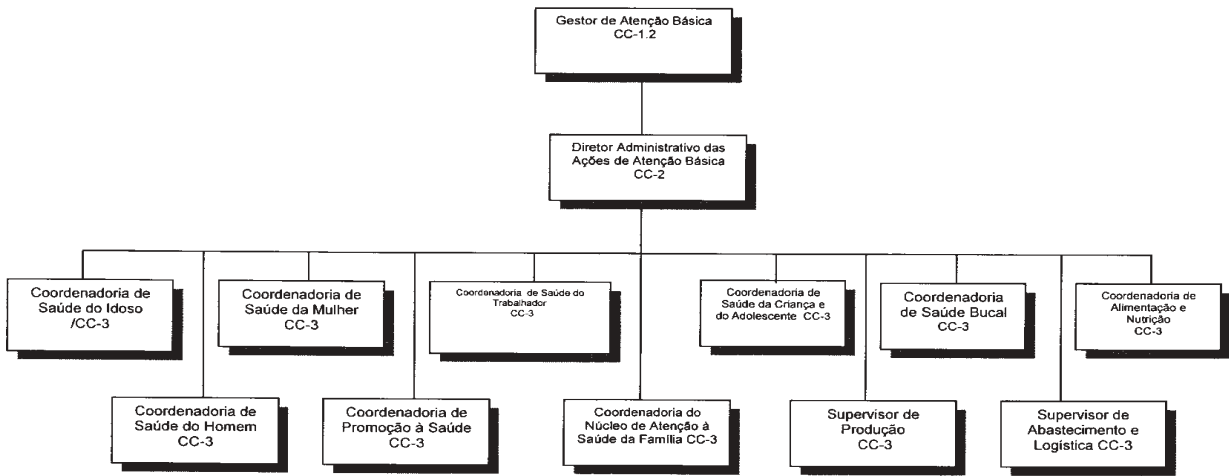 Gestor de Atenção Básica
CC-1.2
Diretor Administrativo das
Ações de Atenção Básica
CC-2
Coordenadoria de
Saúde do Idoso
/CC-3
Coordenadoria de
Saúde da Mulher
CC-3
Coordenadoria de Saúde do
Trabalhador
CC-3
Coordenadoria de
Saúde da Criança e
do Adolescente CC-3
Coordenadoria
de Saúde Bucal
CC-3
Coordenadoria de
Alimentação e
Nutrição
CC-3
Coordenadoria de
Saúde do Homem
CC-3
Coordenadoria de
Promoção à Saúde
CC-3
Coordenadoria do
Núcleo de Atenção à
Saúde da Família CC-3
Supervisor de
Produção
CC-3
Supervisor de
Abastecimento e
Logística CC-3